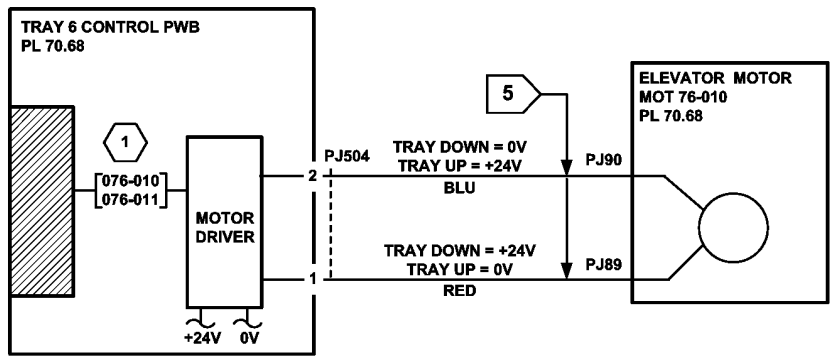 TRAY 6 CONTROL PWB
PL 70.68
1
076-010
076-011
MOTOR
DRIVER
+24V
0V
PJ504
2
1
TRAY DOWN = 0V
TRAY UP = +24V
BLU
TRAY DOWN = +24V
TRAY UP = 0V
RED
5
PJ90
PJ89
ELEVATOR MOTOR
MOT 76-010
PL 70.68